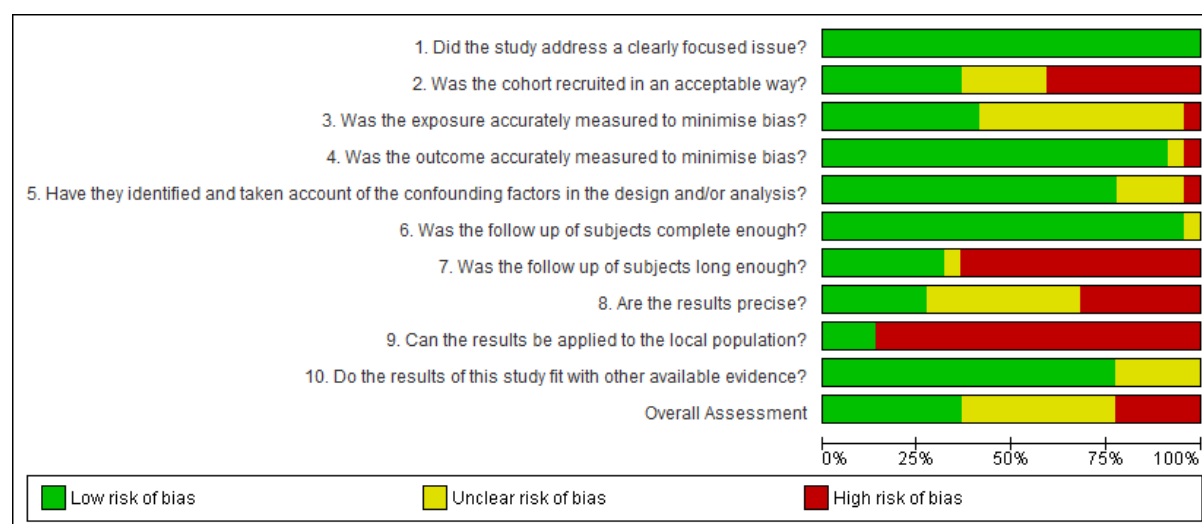 1. Did the study address a clearly focused issue?
2. Was the cohort recruited in an acceptable way?
3. Was the exposure accurately measured to minimise bias?
4. Was the outcome accurately measured to minimise bias?
5. Have they identified and taken account of the confounding factors in the design and/or analysis?
6. Was the follow up of subjects complete enough?
7. Was the follow up of subjects long enough?
8. Are the results precise?
9. Can the results be applied to the local population?
10. Do the results of this study fit with other available evidence?
Overall Assessment
0% 25% 50% 75% 100%
Low risk of bias Unclear risk of bias High risk of bias